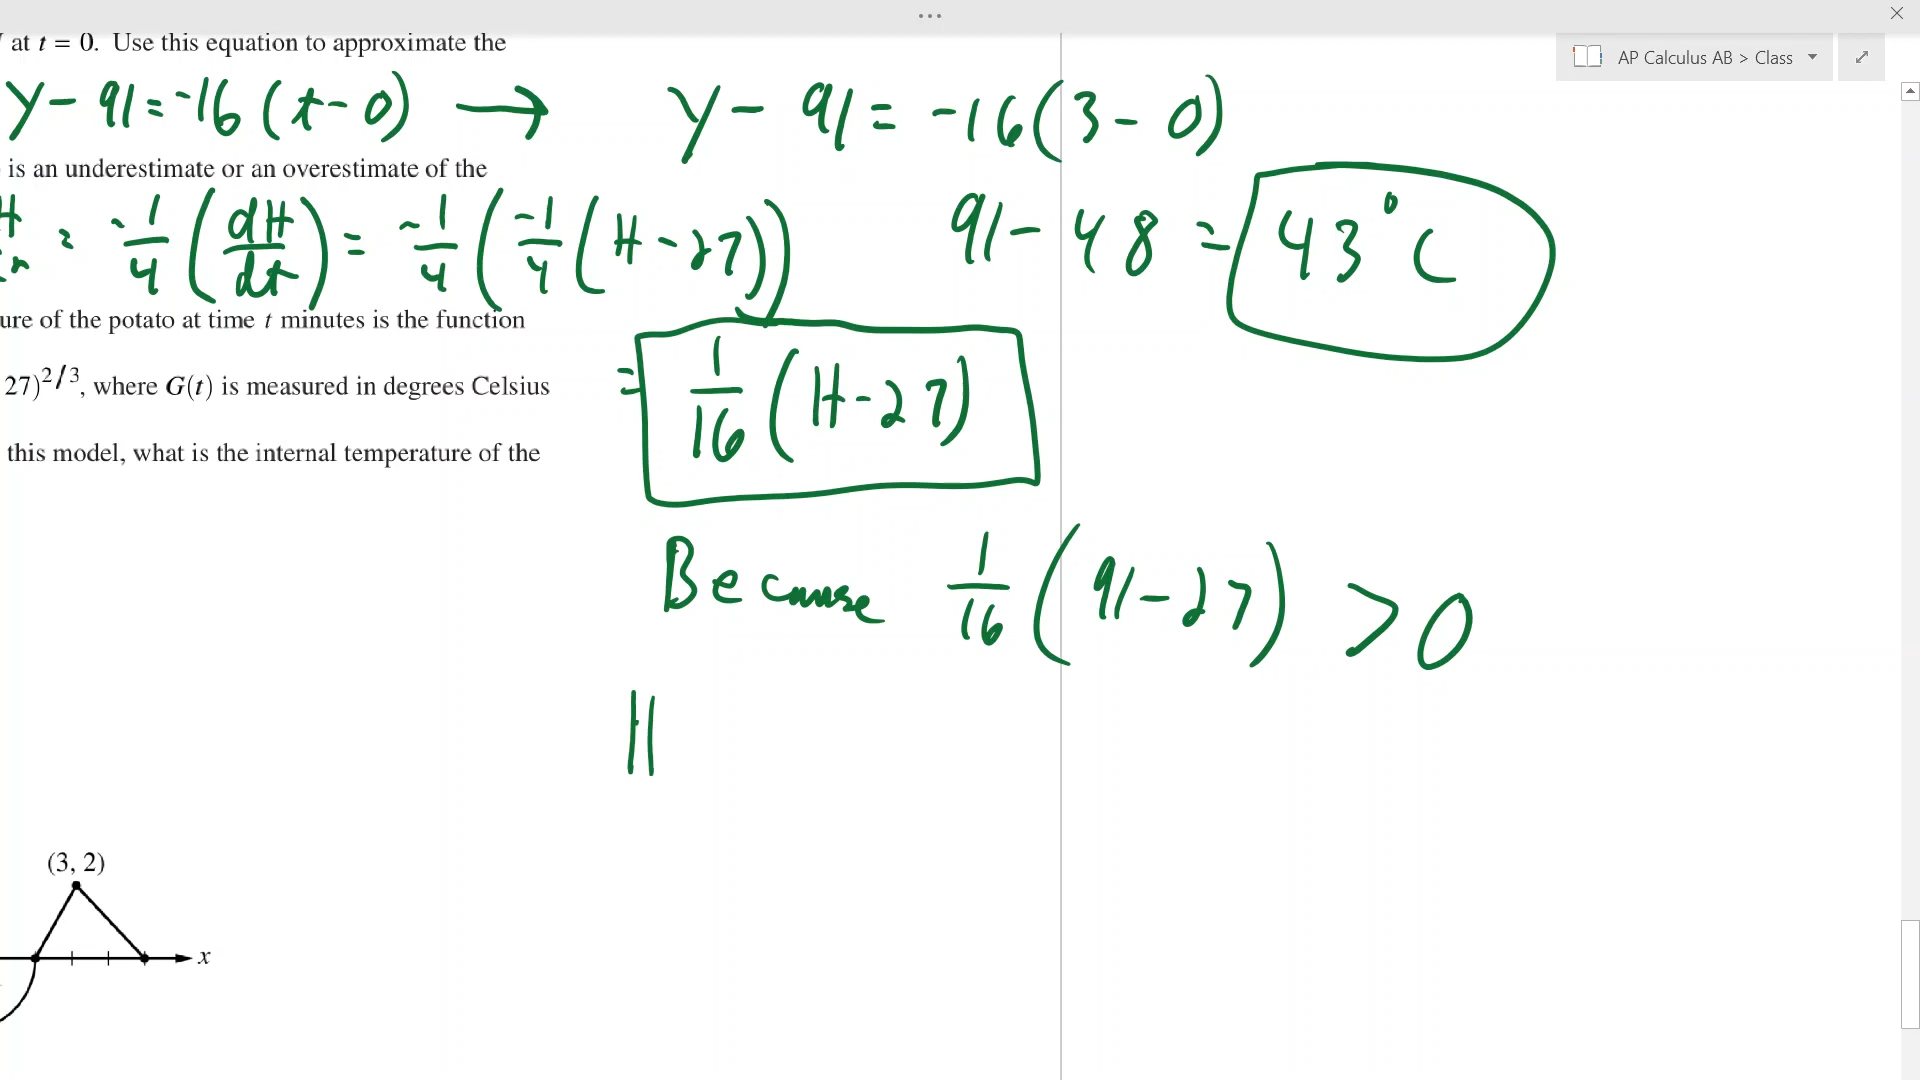 at t = 0. Use this equation to approximate the
AP Calculus AB > Class
y - 91 = -16 (t - 0) → y - 91 = -16(3 - 0)
is an underestimate or an overestimate of the
= -1/4 (dH/dt) = -1/4 (-1/4 (H - 27))
91 - 48 = 43°C
ure of the potato at time t minutes is the function
= 1/16 (H - 27)
27)^2/3, where G(t) is measured in degrees Celsius
this model, what is the internal temperature of the
Because 1/16 (91 - 27) > 0
(3, 2)
x